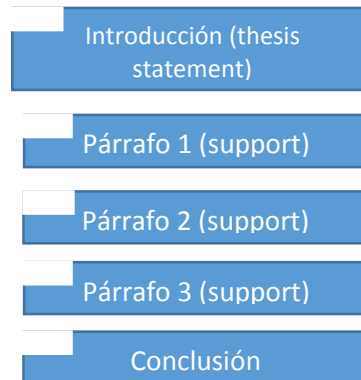 Introducción (thesis
statement)
Párrafo 1 (support)
Párrafo 2 (support)
Párrafo 3 (support)
Conclusión